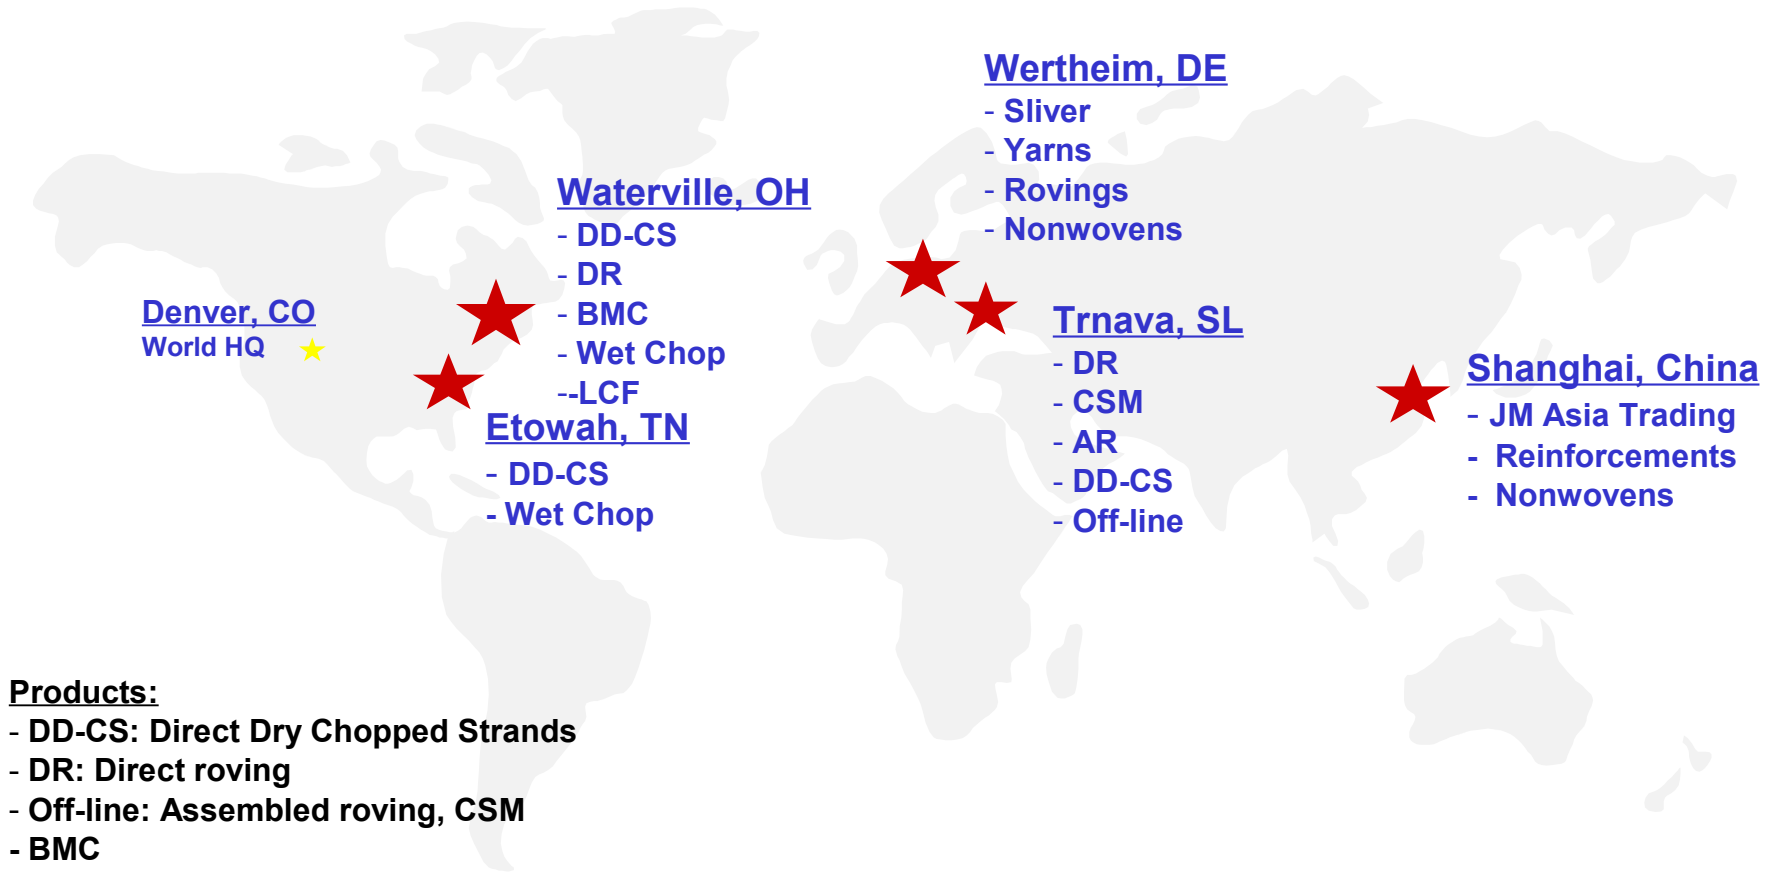 Wertheim, DE
- Sliver
- Yarns
- Rovings
- Nonwovens
Waterville, OH
- DD-CS
- DR
- BMC
- Wet Chop
--LCF
Denver, CO
World HQ
Etowah, TN
- DD-CS
- Wet Chop
Trnava, SL
- DR
- CSM
- AR
- DD-CS
- Off-line
Shanghai, China
- JM Asia Trading
- Reinforcements
- Nonwovens
Products:
- DD-CS: Direct Dry Chopped Strands
- DR: Direct roving
- Off-line: Assembled roving, CSM
- BMC